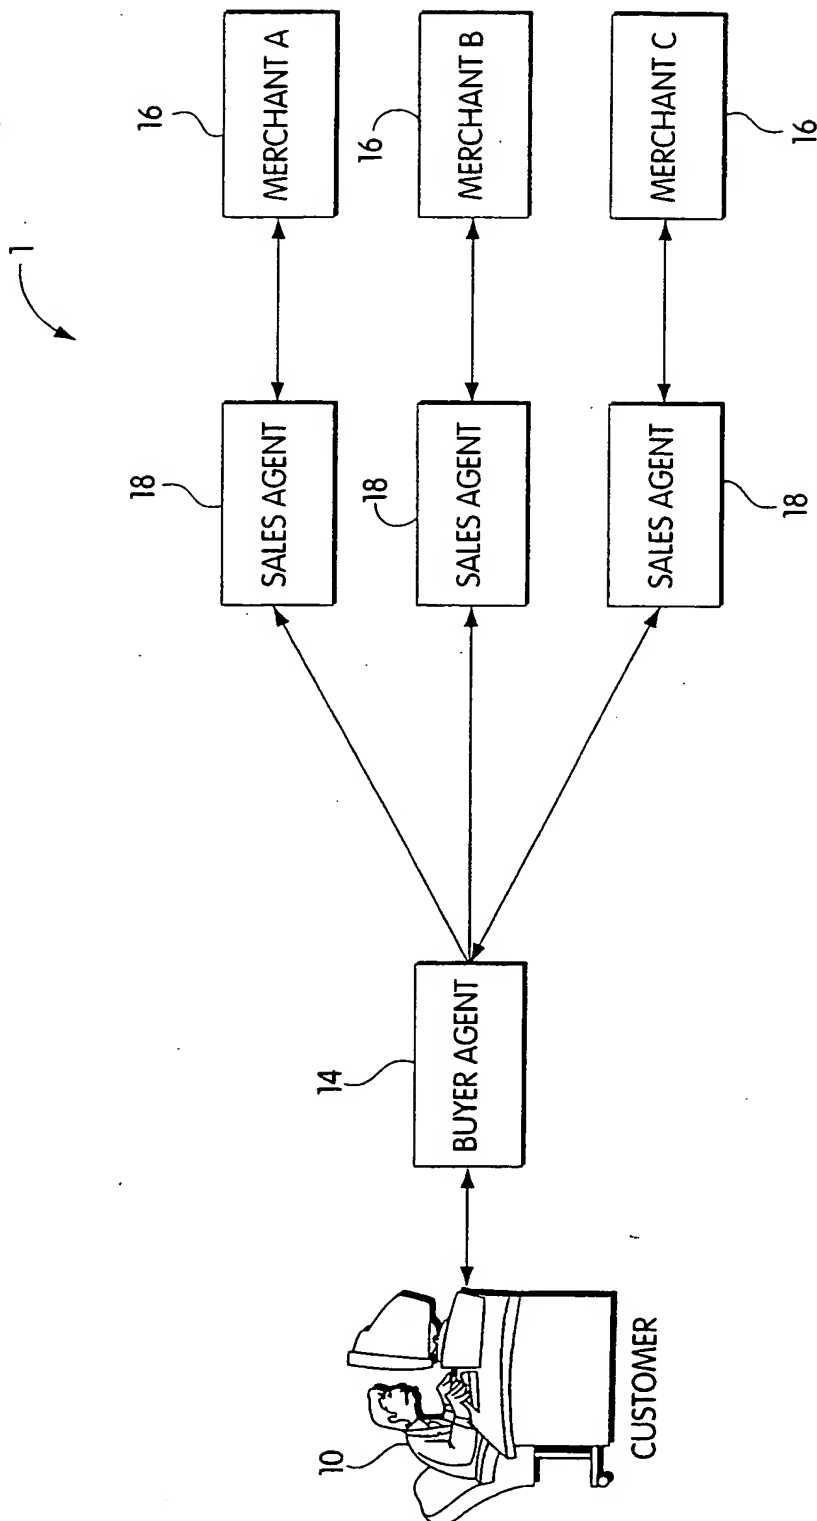 1
10
CUSTOMER
14
BUYER AGENT
18
SALES AGENT
16
MERCHANT A
18
SALES AGENT
16
MERCHANT B
SALES AGENT
18
MERCHANT C
16